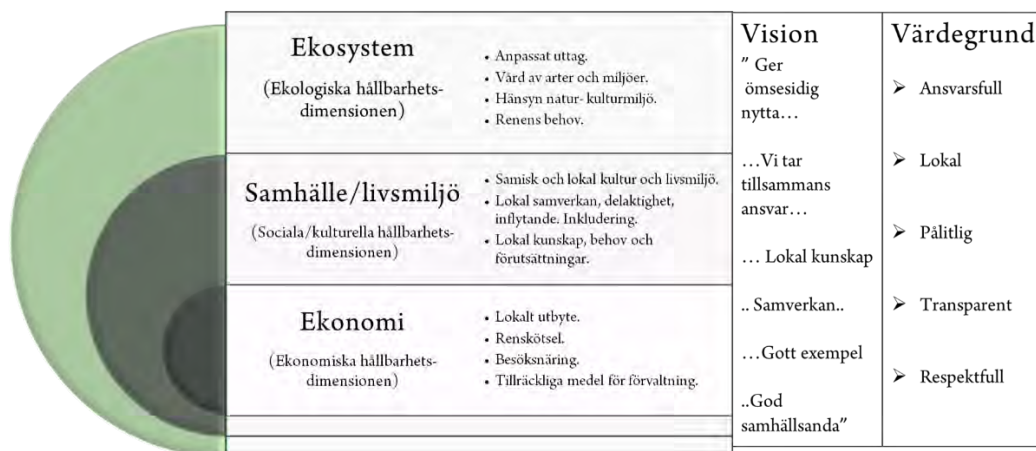 Ekosystem
(Ekologiska hållbarhets-
dimensionen)
• Anpassat uttag.
• Vård av arter och miljöer.
• Hänsyn natur- kulturmiljö.
• Renens behov.
Samhälle/livsmiljö
(Sociala/kulturella hållbarhets-
dimensionen)
• Samisk och lokal kultur och livsmiljö.
• Lokal samverkan, delaktighet,
inflytande. Inkludering.
• Lokal kunskap, behov och
förutsättningar.
Ekonomi
(Ekonomiska hållbarhets-
dimensionen)
• Lokalt utbyte.
• Renskötsel.
• Besöksnäring.
• Tillräckliga medel för förvaltning.
Vision
” Ger
ömsesidig
nytta…
…Vi tar
tillsammans
ansvar…
… Lokal kunskap
.. Samverkan..
…Gott exempel
..God
samhällsanda”
Värdegrund
➢ Ansvarsfull
➢ Lokal
➢ Pålitlig
➢ Transparent
➢ Respektfull